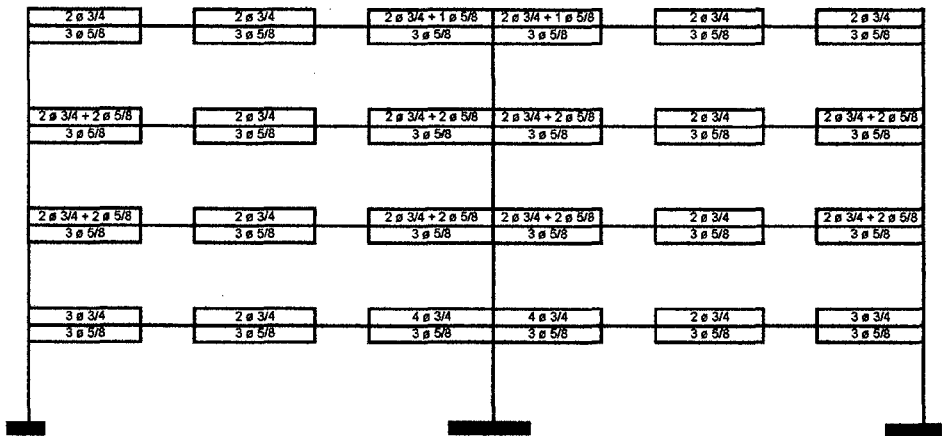 2 ø 3/4 2 ø 3/4 2 ø 3/4 + 1 ø 5/8 2 ø 3/4 + 1 ø 5/8 2 ø 3/4 2 ø 3/4
3 ø 5/8 3 ø 5/8 3 ø 5/8 3 ø 5/8 3 ø 5/8 3 ø 5/8
2 ø 3/4 + 2 ø 5/8 2 ø 3/4 2 ø 3/4 + 2 ø 5/8 2 ø 3/4 + 2 ø 5/8 2 ø 3/4 2 ø 3/4 + 2 ø 5/8
3 ø 5/8 3 ø 5/8 3 ø 5/8 3 ø 5/8 3 ø 5/8 3 ø 5/8
2 ø 3/4 + 2 ø 5/8 2 ø 3/4 2 ø 3/4 + 2 ø 5/8 2 ø 3/4 + 2 ø 5/8 2 ø 3/4 2 ø 3/4 + 2 ø 5/8
3 ø 5/8 3 ø 5/8 3 ø 5/8 3 ø 5/8 3 ø 5/8 3 ø 5/8
3 ø 3/4 2 ø 3/4 4 ø 3/4 4 ø 3/4 2 ø 3/4 3 ø 3/4
3 ø 5/8 3 ø 5/8 3 ø 5/8 3 ø 5/8 3 ø 5/8 3 ø 5/8